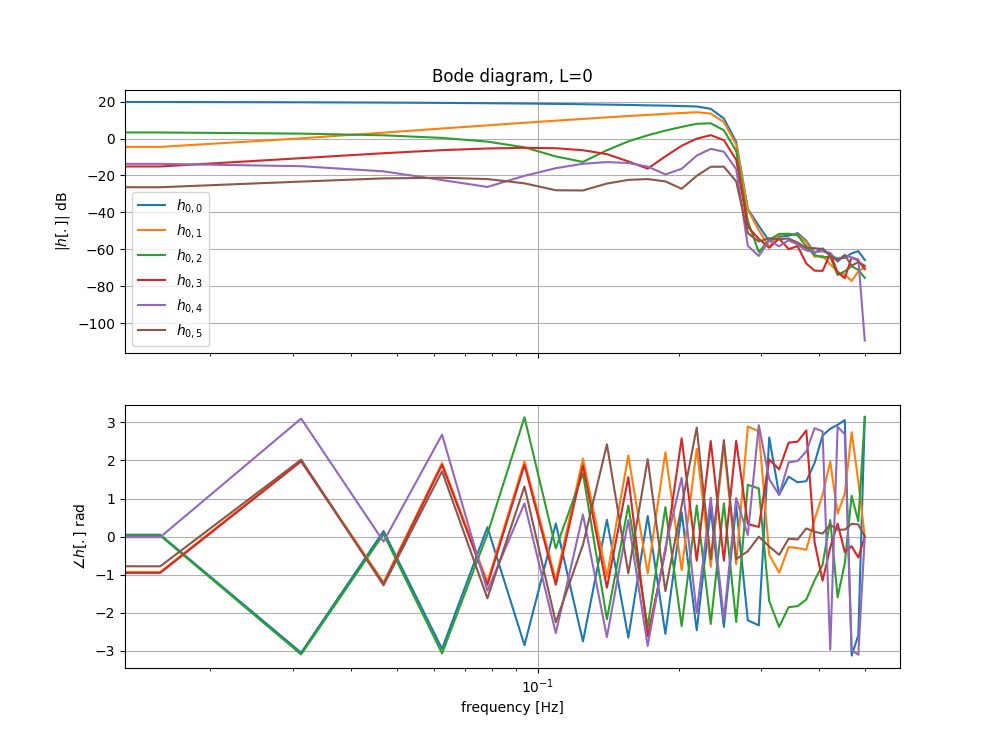 Bode diagram, L=0
|h[.]| dB
20
0
−20
−40
−60
−80
−100
h0,0
h0,1
h0,2
h0,3
h0,4
h0,5
∠h[.] rad
3
2
1
0
−1
−2
−3
10−1
frequency [Hz]